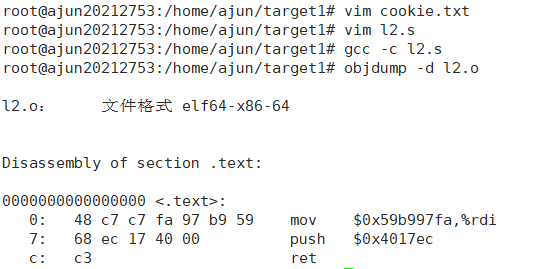 root@ajun20212753:/home/ajun/target1# vim cookie.txt
root@ajun20212753:/home/ajun/target1# vim l2.s
root@ajun20212753:/home/ajun/target1# gcc -c l2.s
root@ajun20212753:/home/ajun/target1# objdump -d l2.o
l2.o：     文件格式 elf64-x86-64
Disassembly of section .text:
0000000000000000 <.text>:
   0:   48 c7 c7 fa 97 b9 59    mov    $0x59b997fa,%rdi
   7:   68 ec 17 40 00          push   $0x4017ec
   c:   c3                      ret